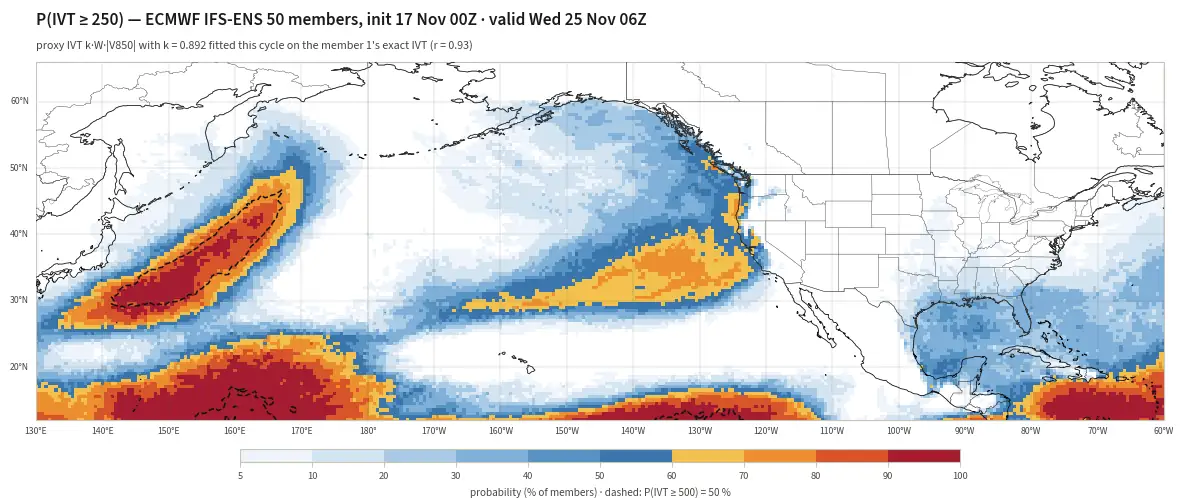 P(IVT ≥ 250) — ECMWF IFS-ENS 50 members, init 17 Nov 00Z · valid Wed 25 Nov 06Z
proxy IVT k·W·|V850| with k = 0.892 fitted this cycle on the member 1's exact IVT (r = 0.93)
60°N
50°N
40°N
30°N
20°N
130°E 140°E 150°E 160°E 170°E 180° 170°W 160°W 150°W 140°W 130°W 120°W 110°W 100°W 90°W 80°W 70°W 60°W
5 10 20 30 40 50 60 70 80 90 100
probability (% of members) · dashed: P(IVT ≥ 500) = 50 %